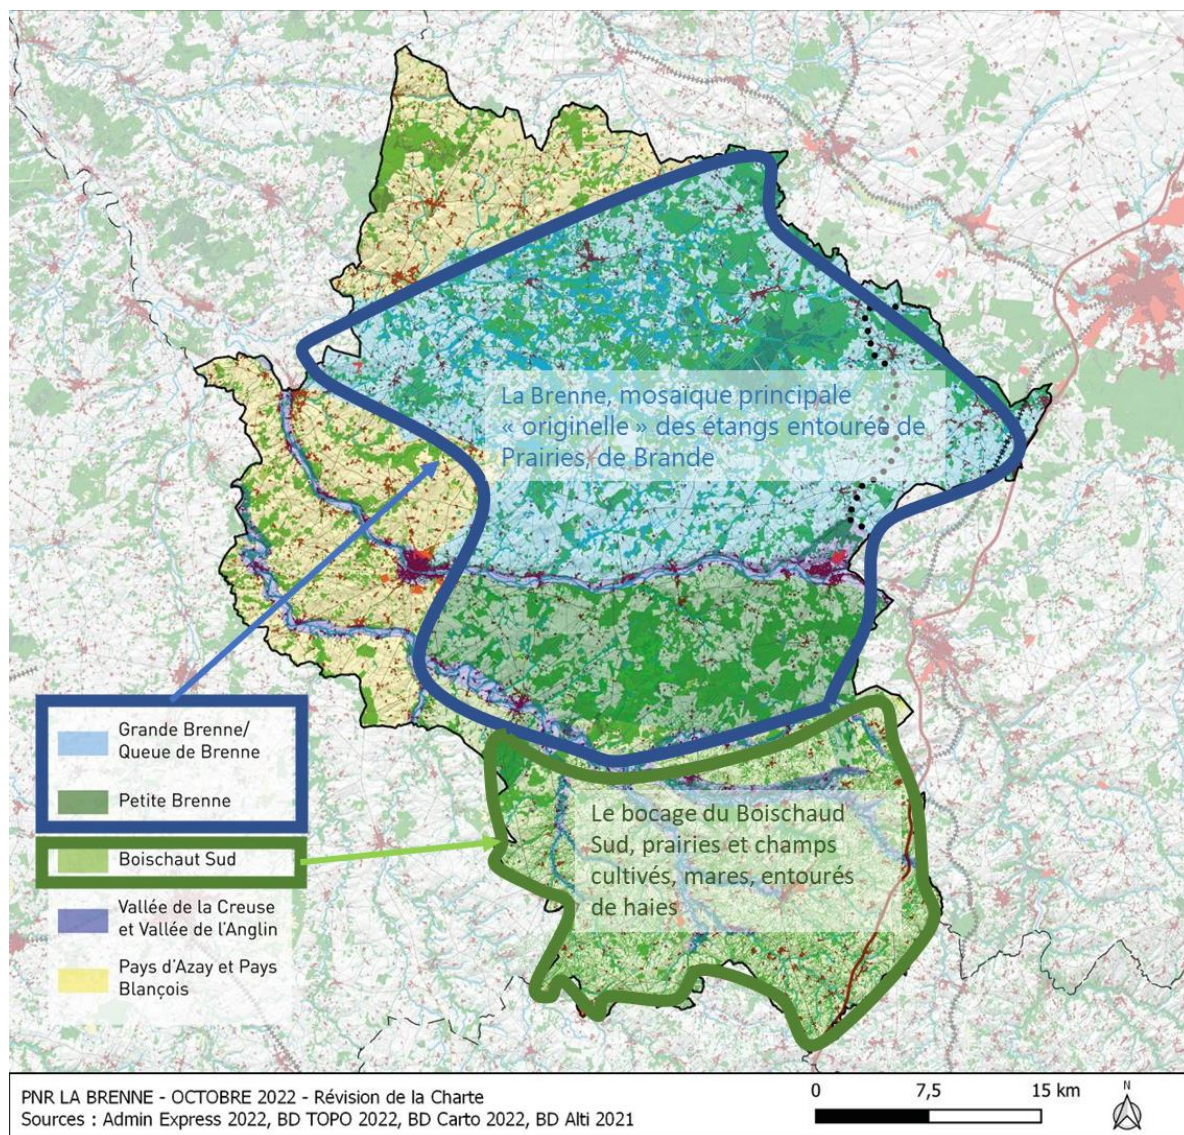 La Brenne, mosaïque principale
« originelle » des étangs entourée de
Prairies, de Brande
Grande Brenne/
Queue de Brenne
Petite Brenne
Boischaut Sud
Vallée de la Creuse
et Vallée de l'Anglin
Pays d'Azay et Pays
Blançois
Le bocage du Boischaud
Sud, prairies et champs
cultivés, mares, entourés
de haies
PNR LA BRENNE - OCTOBRE 2022 - Révision de la Charte
Sources : Admin Express 2022, BD TOPO 2022, BD Carto 2022, BD Alti 2021
0 7,5 15 km
N